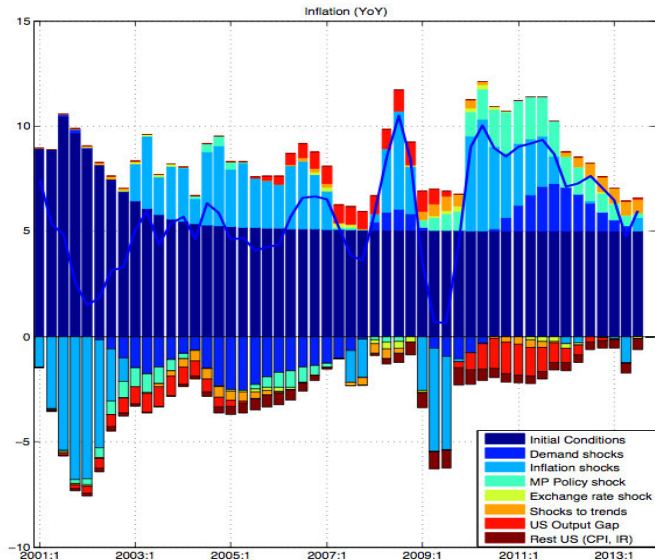 Inflation (YoY)
15
10
5
0
−5
−10
2001:1 2003:1 2005:1 2007:1 2009:1 2011:1 2013:1
Initial Conditions
Demand shocks
Inflation shocks
MP Policy shock
Exchange rate shock
Shocks to trends
US Output Gap
Rest US (CPI, IR)